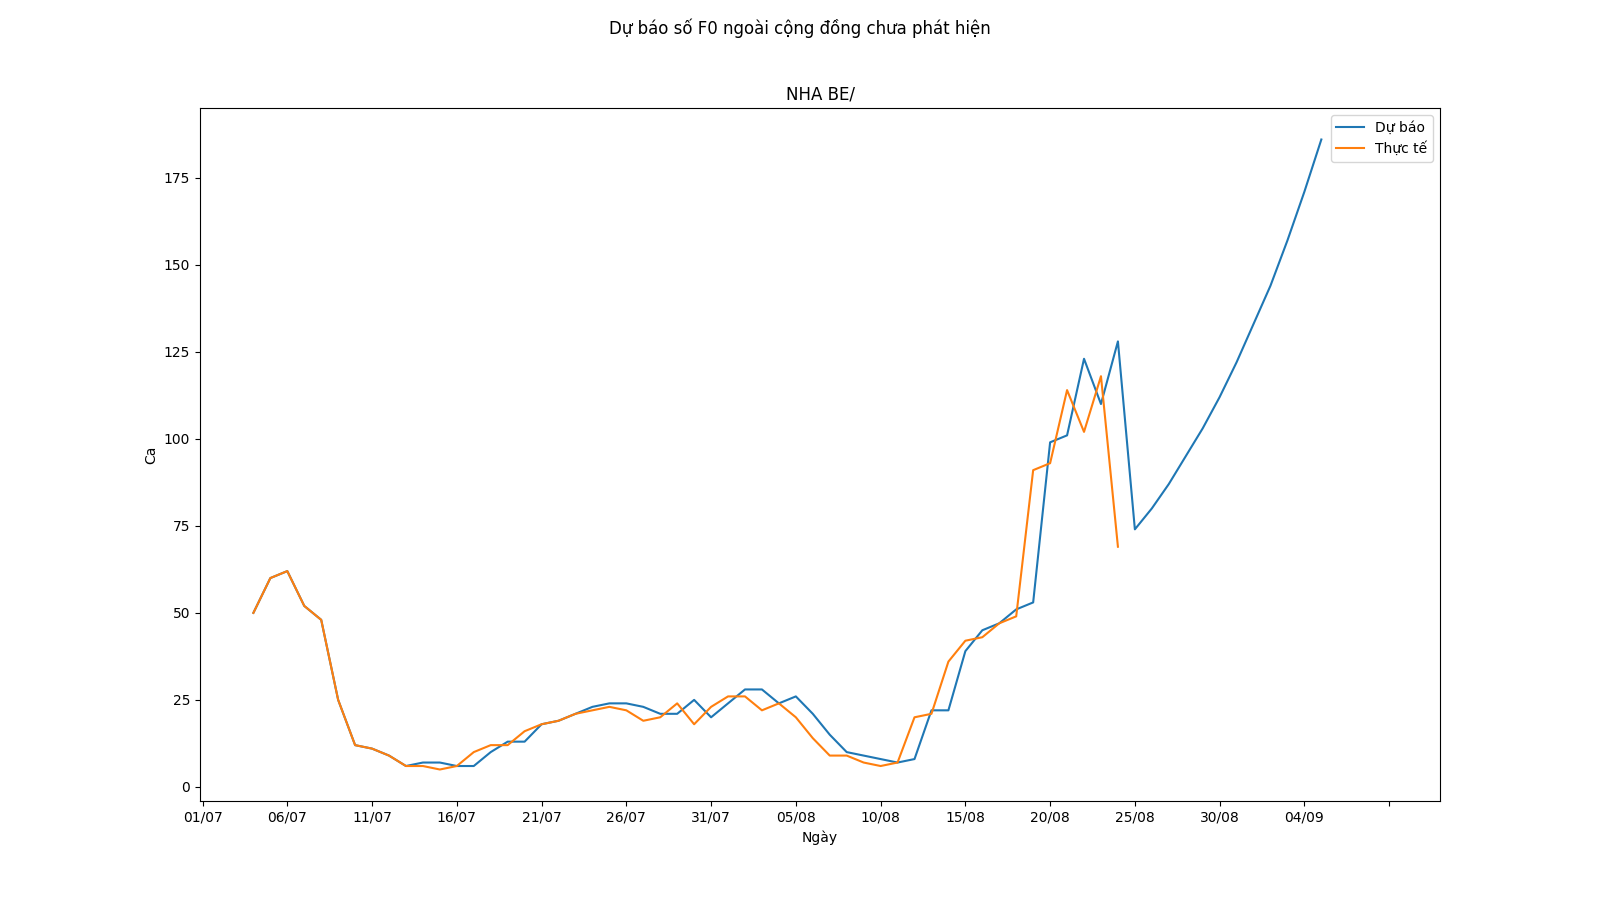 Dự báo số F0 ngoài cộng đồng chưa phát hiện
NHA BE/
Dự báo
Thực tế
175
150
125
100
75
50
25
0
Ca
01/07 06/07 11/07 16/07 21/07 26/07 31/07 05/08 10/08 15/08 20/08 25/08 30/08 04/09
Ngày